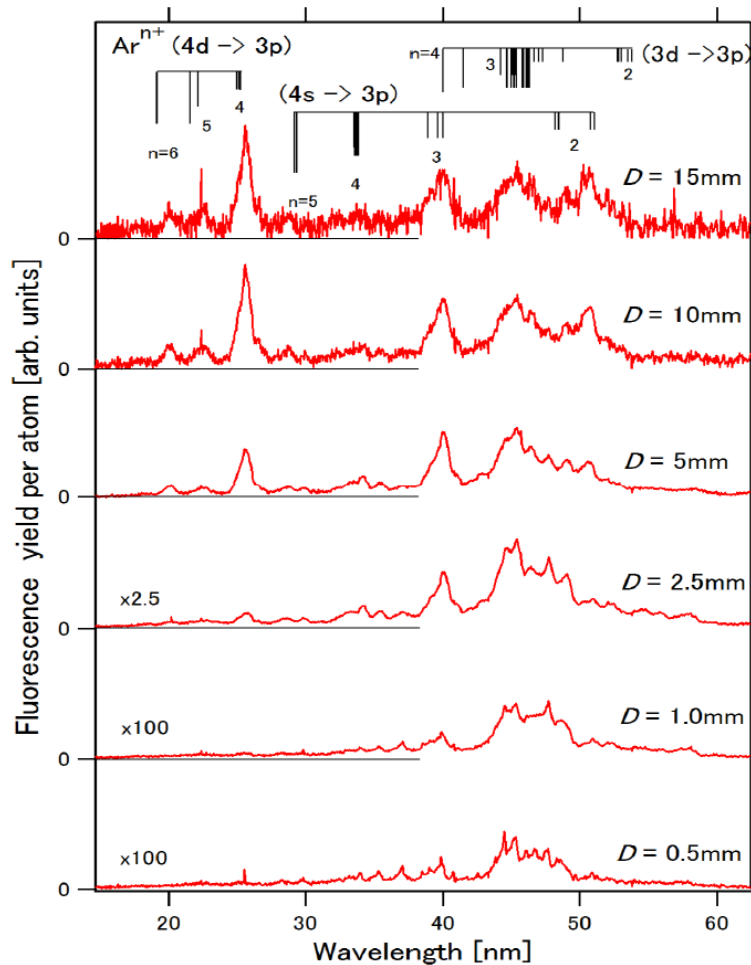 Arⁿ⁺ (4d -> 3p)
n=4
3
(3d ->3p)
2
4
(4s -> 3p)
5
n=6
3
2
4
n=5
D = 15mm
0
D = 10mm
0
D = 5mm
0
x2.5
D = 2.5mm
0
x100
D = 1.0mm
0
x100
D = 0.5mm
0
20 30 40 50 60
Wavelength [nm]
Fluorescence yield per atom [arb. units]